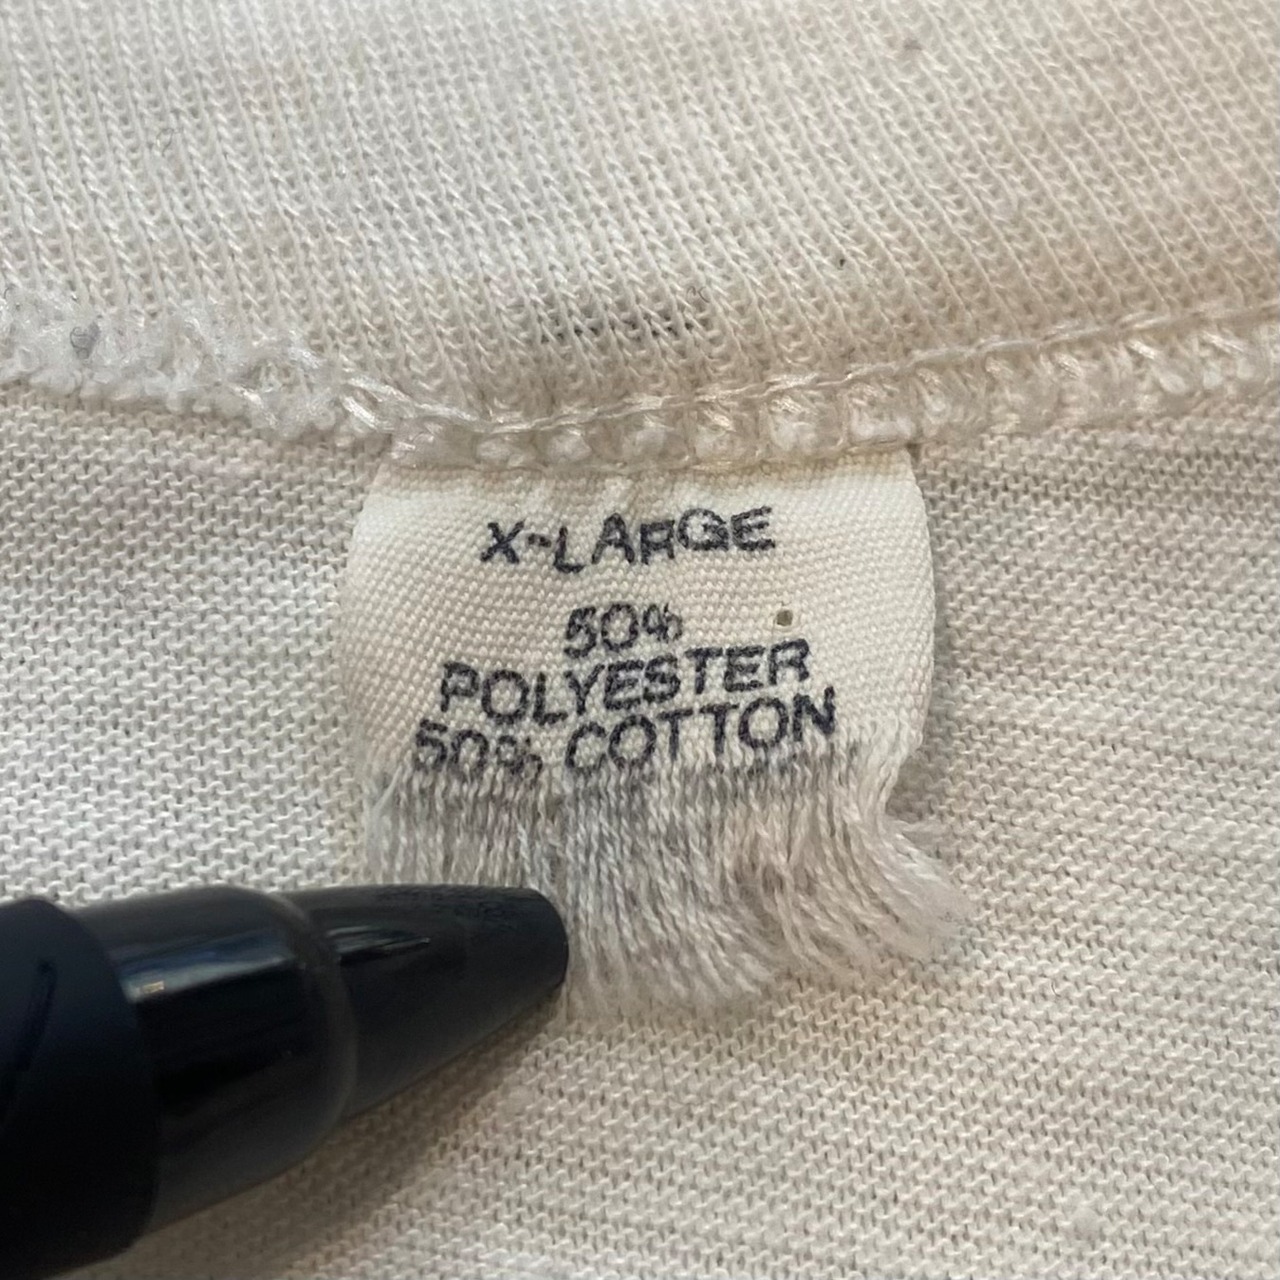 X-LARGE
50%
POLYESTER
50% COTTON